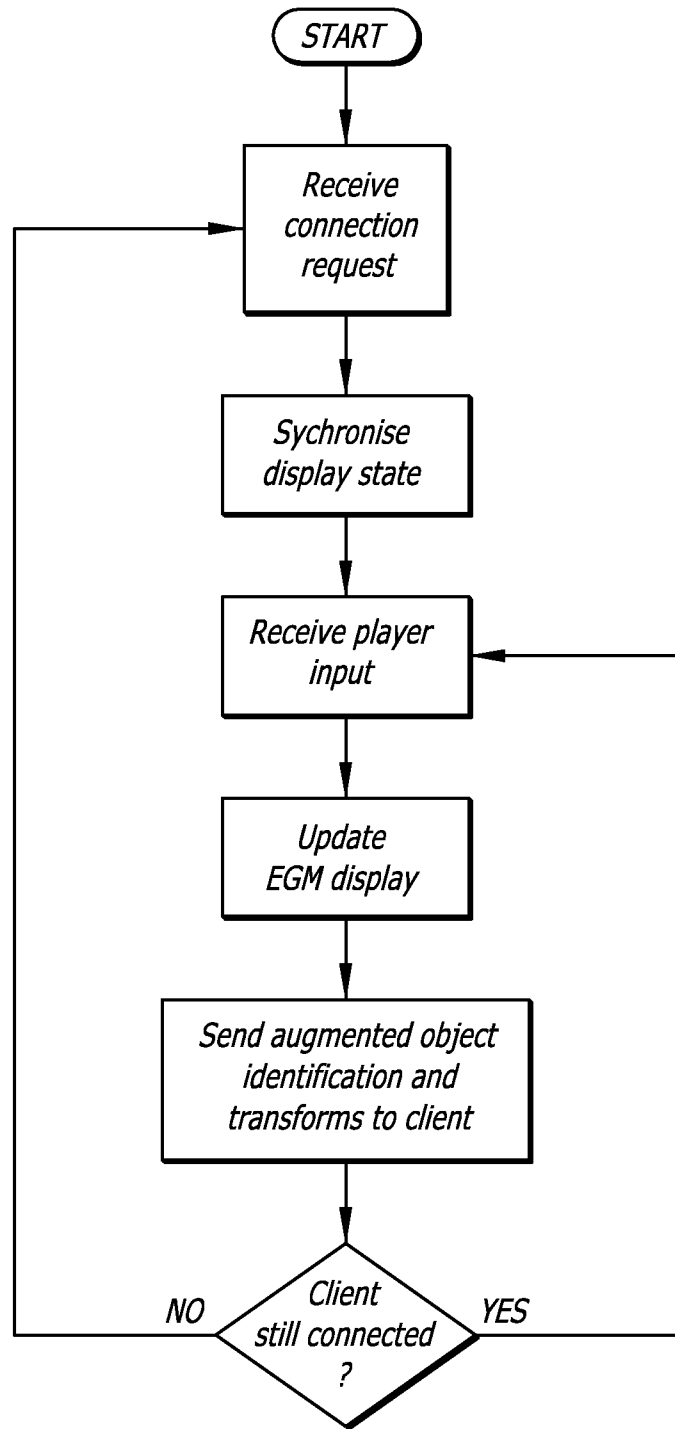 START
Receive
connection
request
Sychronise
display state
Receive player
input
Update
EGM display
Send augmented object
identification and
transforms to client
NO
Client
still connected
?
YES